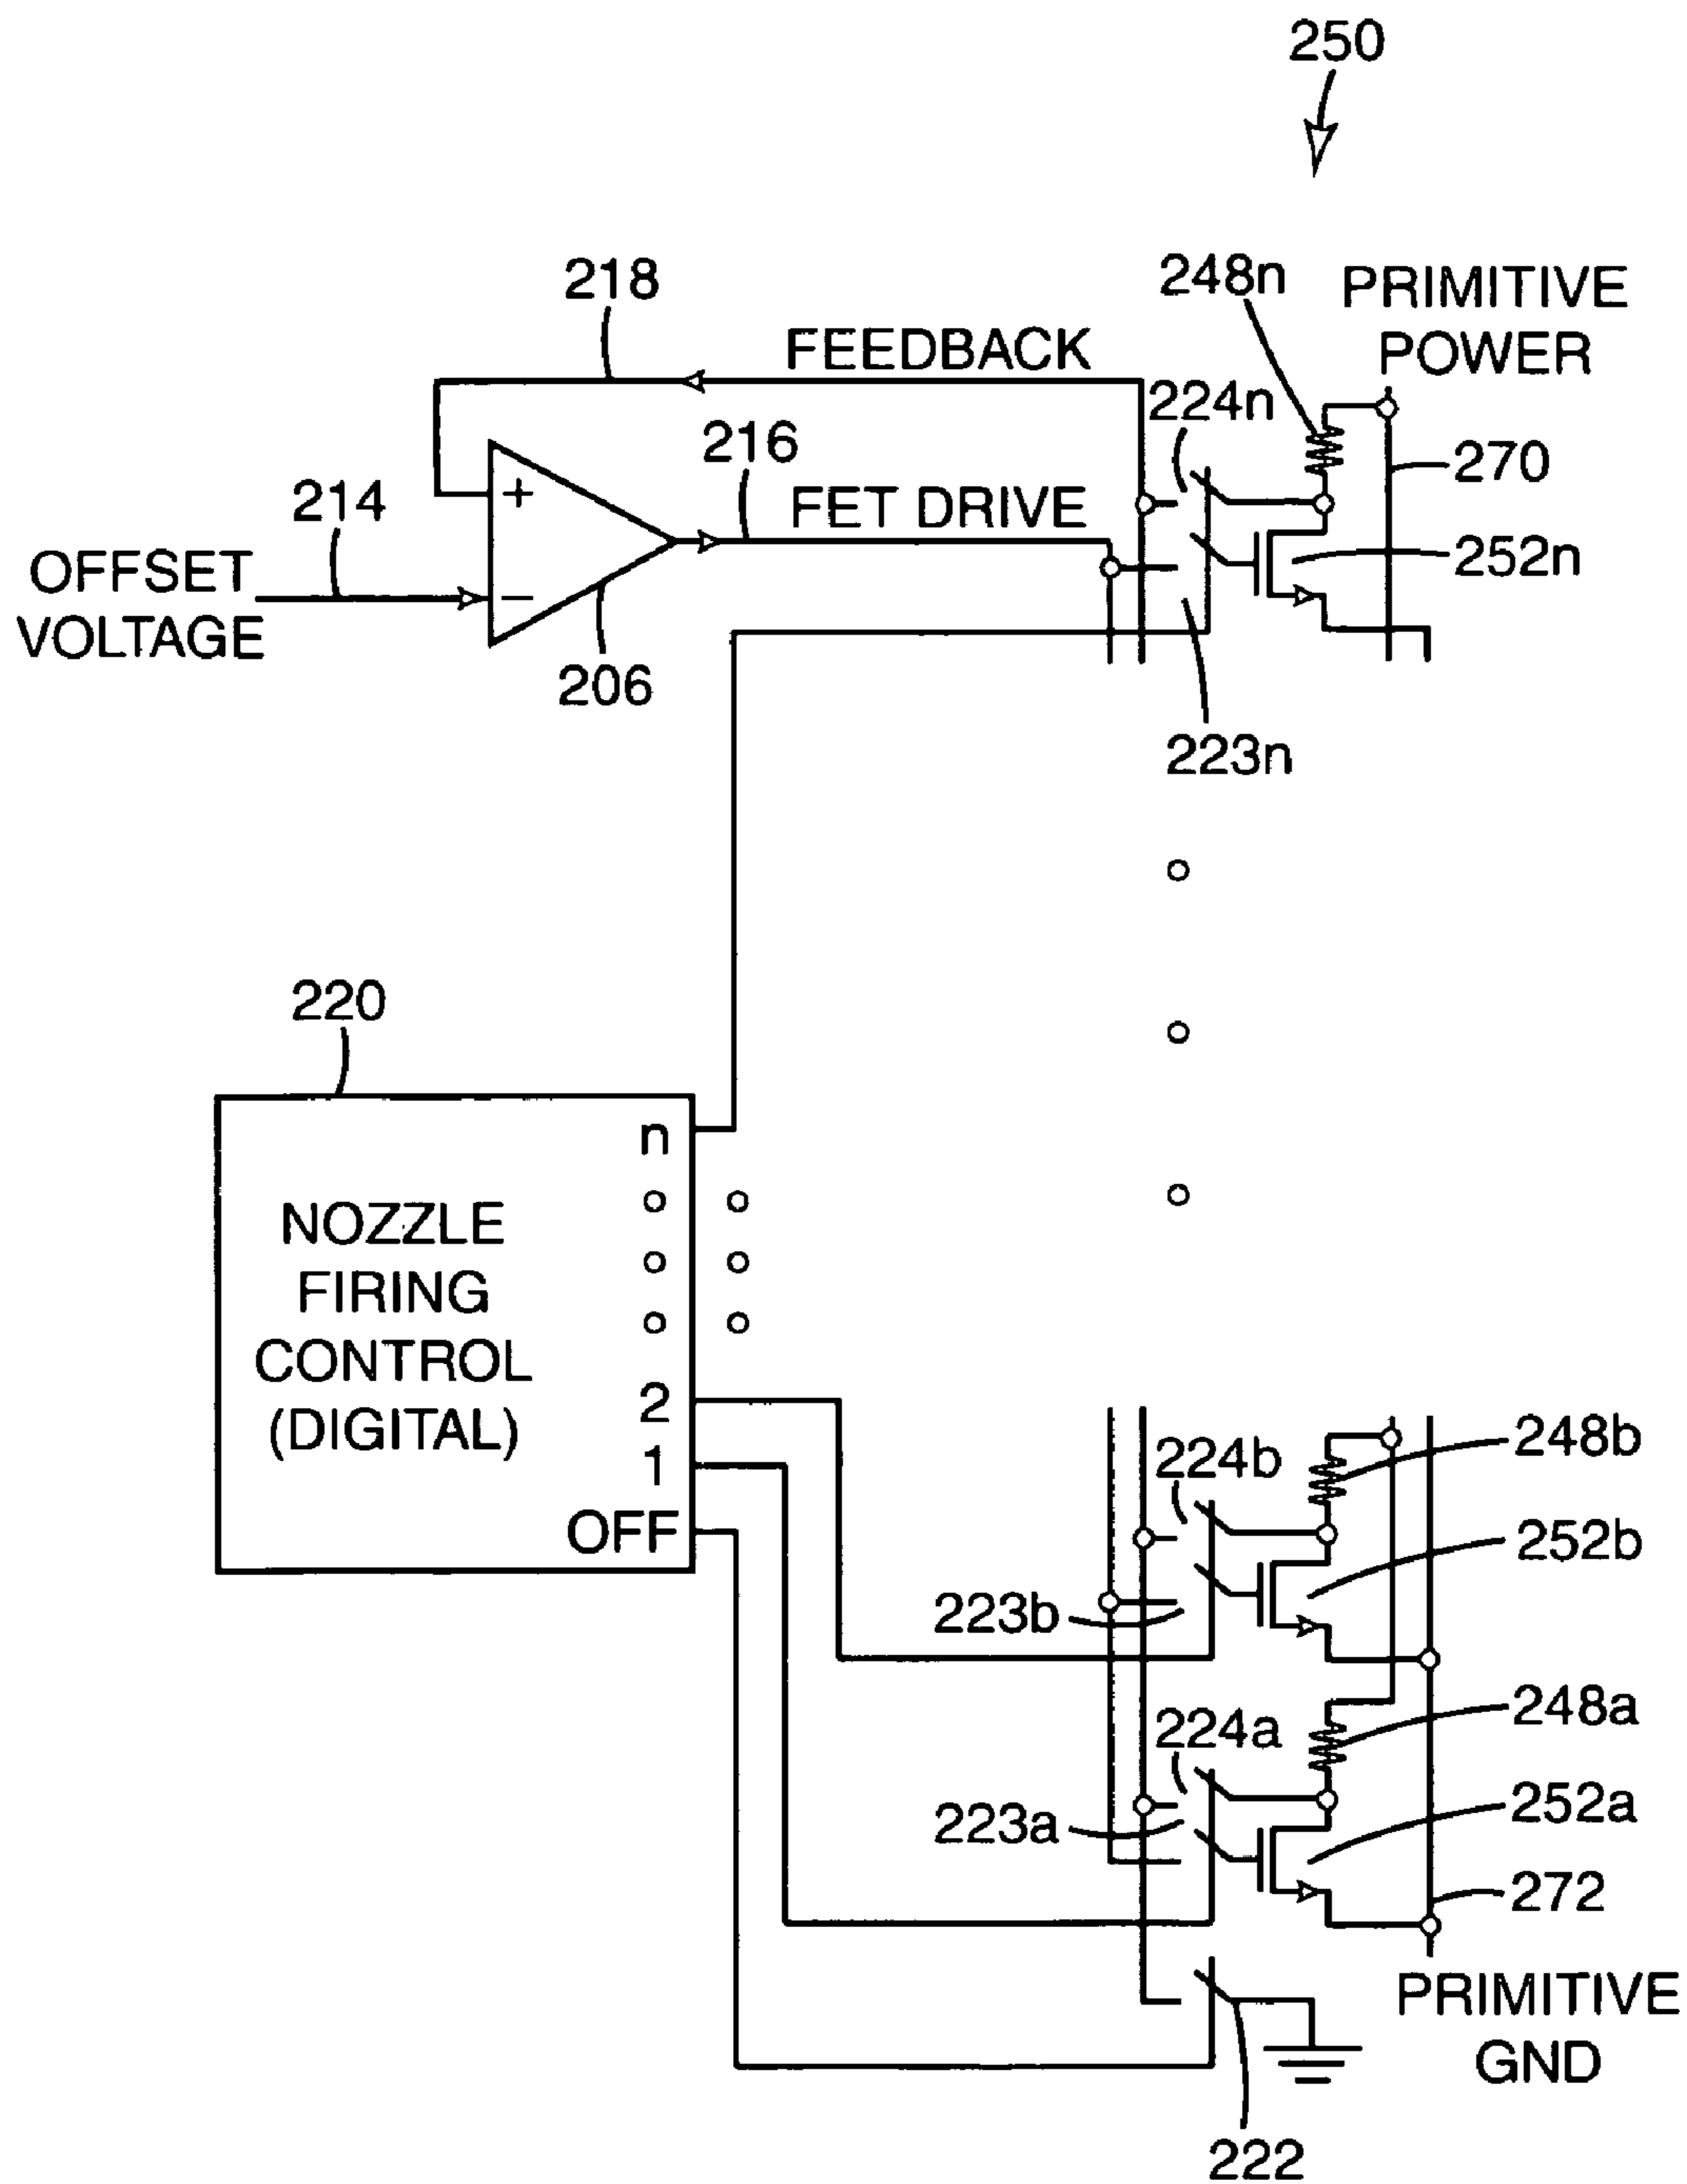 250
218
FEEDBACK
248n
PRIMITIVE
POWER
224n
214
216
FET DRIVE
270
OFFSET
VOLTAGE
+
−
252n
206
223n
220
n
NOZZLE
FIRING
CONTROL
(DIGITAL)
2
1
OFF
224b
248b
252b
223b
224a
248a
223a
252a
272
PRIMITIVE
GND
222